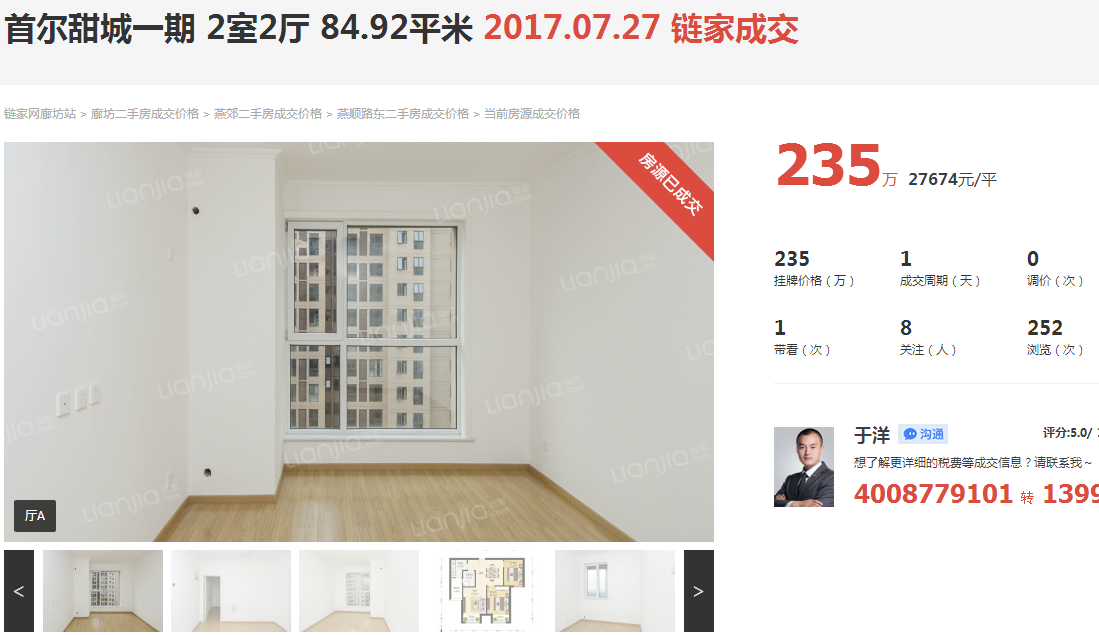 首尔甜城一期 2室2厅 84.92平米 2017.07.27 链家成交
链家网廊坊站 > 廊坊二手房成交价格 > 燕郊二手房成交价格 > 燕顺路东二手房成交价格 > 当前房源成交价格
房源已成交
Lianjia
厅A
< >
235万 27674元/平
235 1 0
挂牌价格（万） 成交周期（天） 调价（次）
1 8 252
带看（次） 关注（人） 浏览（次）
于洋 沟通 评分:5.0/
想了解更详细的税费等成交信息？请联系我～
4008779101 转 1399